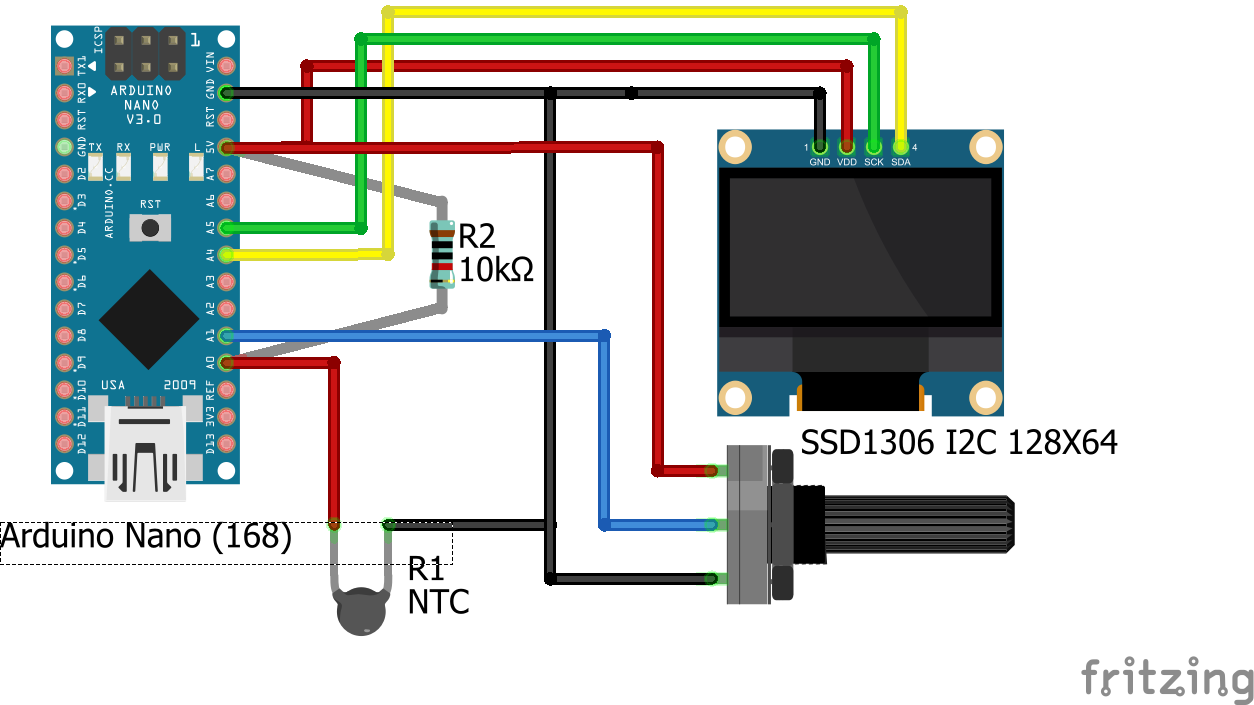 ICSP
1
ARDUINO
NANO
V3.0
TX1
RX0
RST
GND
D2
D3
D4
D5
D6
D7
D8
D9
D10
D11
D12
VIN
GND
RST
5V
A7
A6
A5
A4
A3
A2
A1
A0
REF
3V3
D13
TX RX PWR L
ARDUINO.CC
RST
USA 2009
Arduino Nano (168)
R2
10kΩ
1 4
GND VDD SCK SDA
SSD1306 I2C 128X64
R1
NTC
fritzing